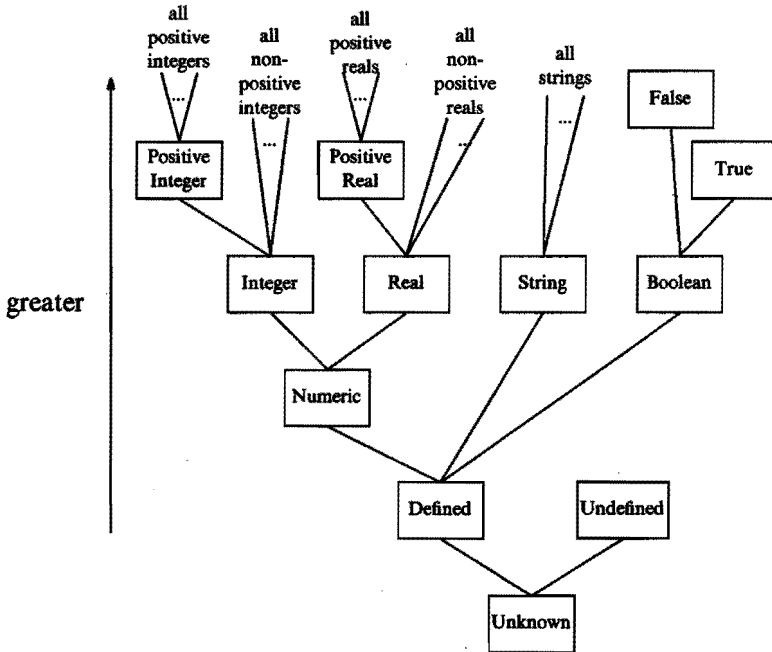 all
positive
integers
all
non-
positive
integers
all
positive
reals
all
non-
positive
reals
all
strings
...
...
...
...
...
False
True
Positive
Integer
Positive
Real
Integer
Real
String
Boolean
greater
Numeric
Defined
Undefined
Unknown